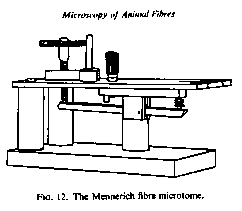 Microscopy of Animal Fibres
FIG. 12. The Mennerich fibre microtome.